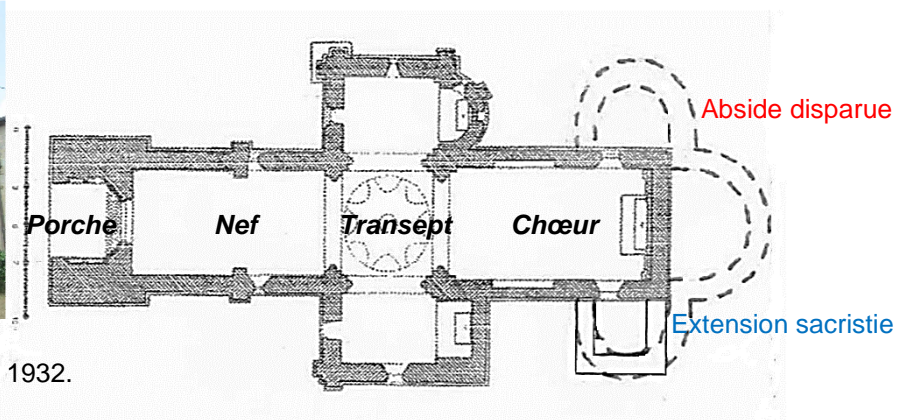 Abside disparue
Porche
Nef
Transept
Chœur
Extension sacristie
1932.